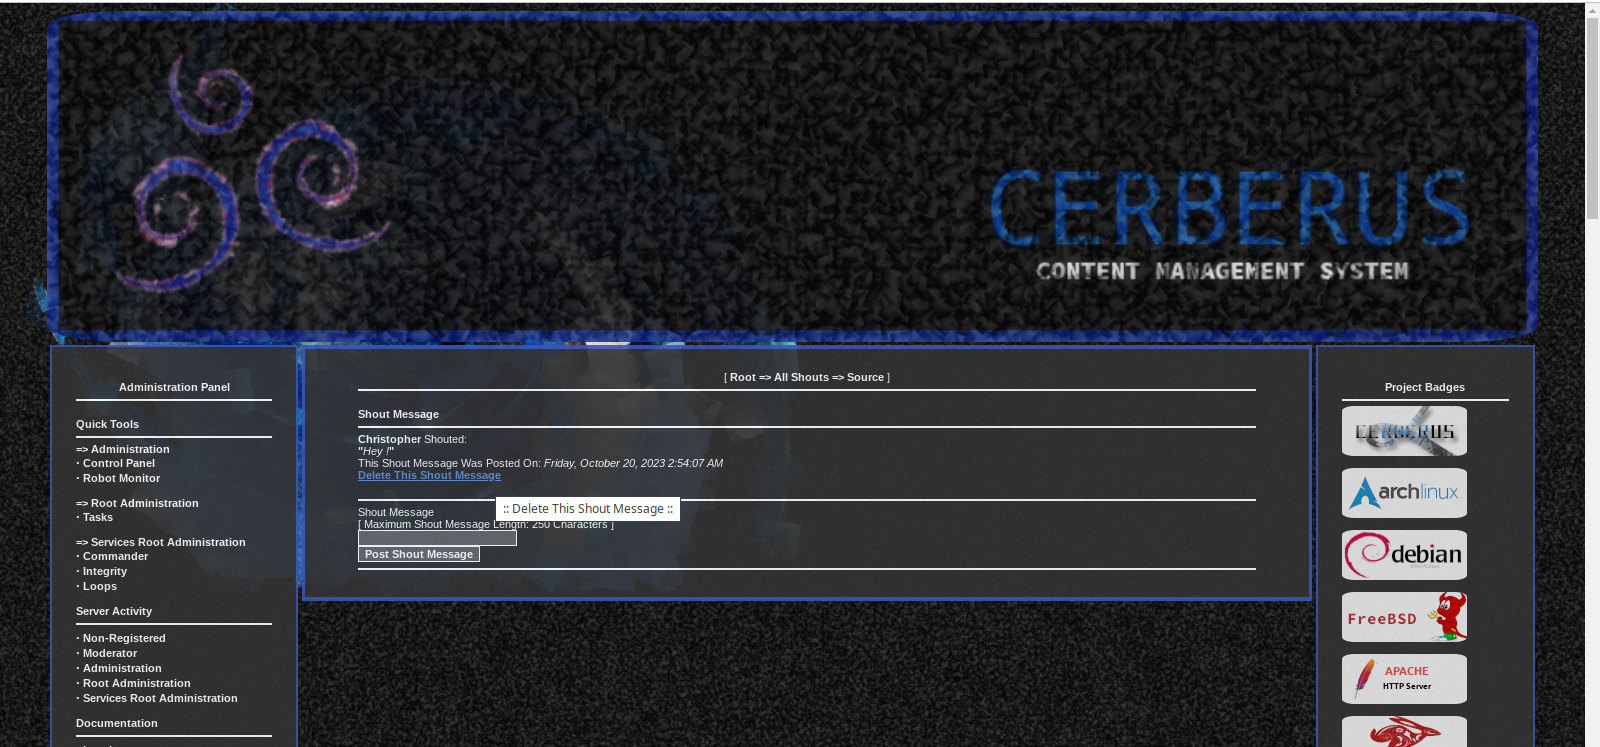 CERBERUS
CONTENT MANAGEMENT SYSTEM
Administration Panel
Quick Tools
=> Administration
· Control Panel
· Robot Monitor
=> Root Administration
· Tasks
=> Services Root Administration
· Commander
· Integrity
· Loops
Server Activity
· Non-Registered
· Moderator
· Administration
· Root Administration
· Services Root Administration
Documentation
[ Root => All Shouts => Source ]
Shout Message
Christopher Shouted:
"Hey !"
This Shout Message Was Posted On: Friday, October 20, 2023 2:54:07 AM
Delete This Shout Message
:: Delete This Shout Message ::
Shout Message
[ Maximum Shout Message Length: 250 Characters ]
Post Shout Message
Project Badges
CERBERUS
archlinux
debian
FreeBSD
APACHE
HTTP Server